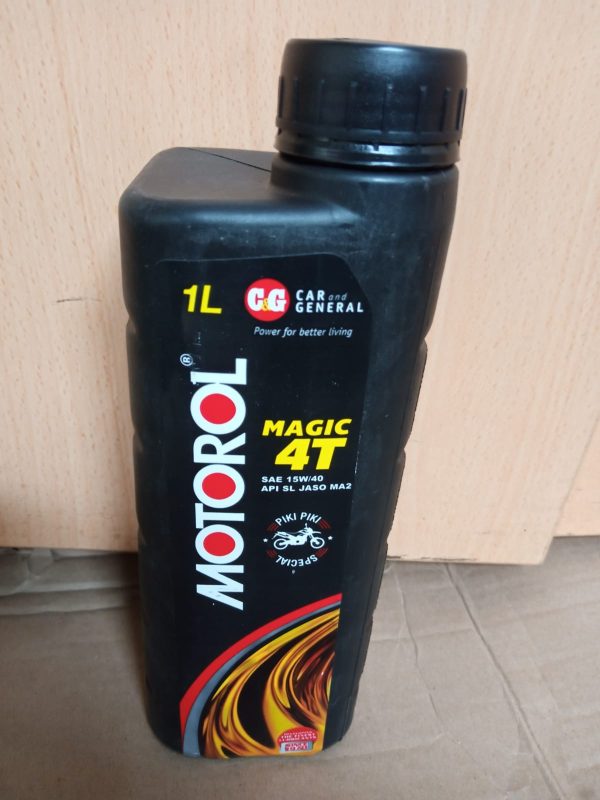 1L
C&G CAR and GENERAL
Power for better living
MOTOROL®
MAGIC
4T
SAE 15W/40
API SL JASO MA2
PIKI PIKI
SPECIAL